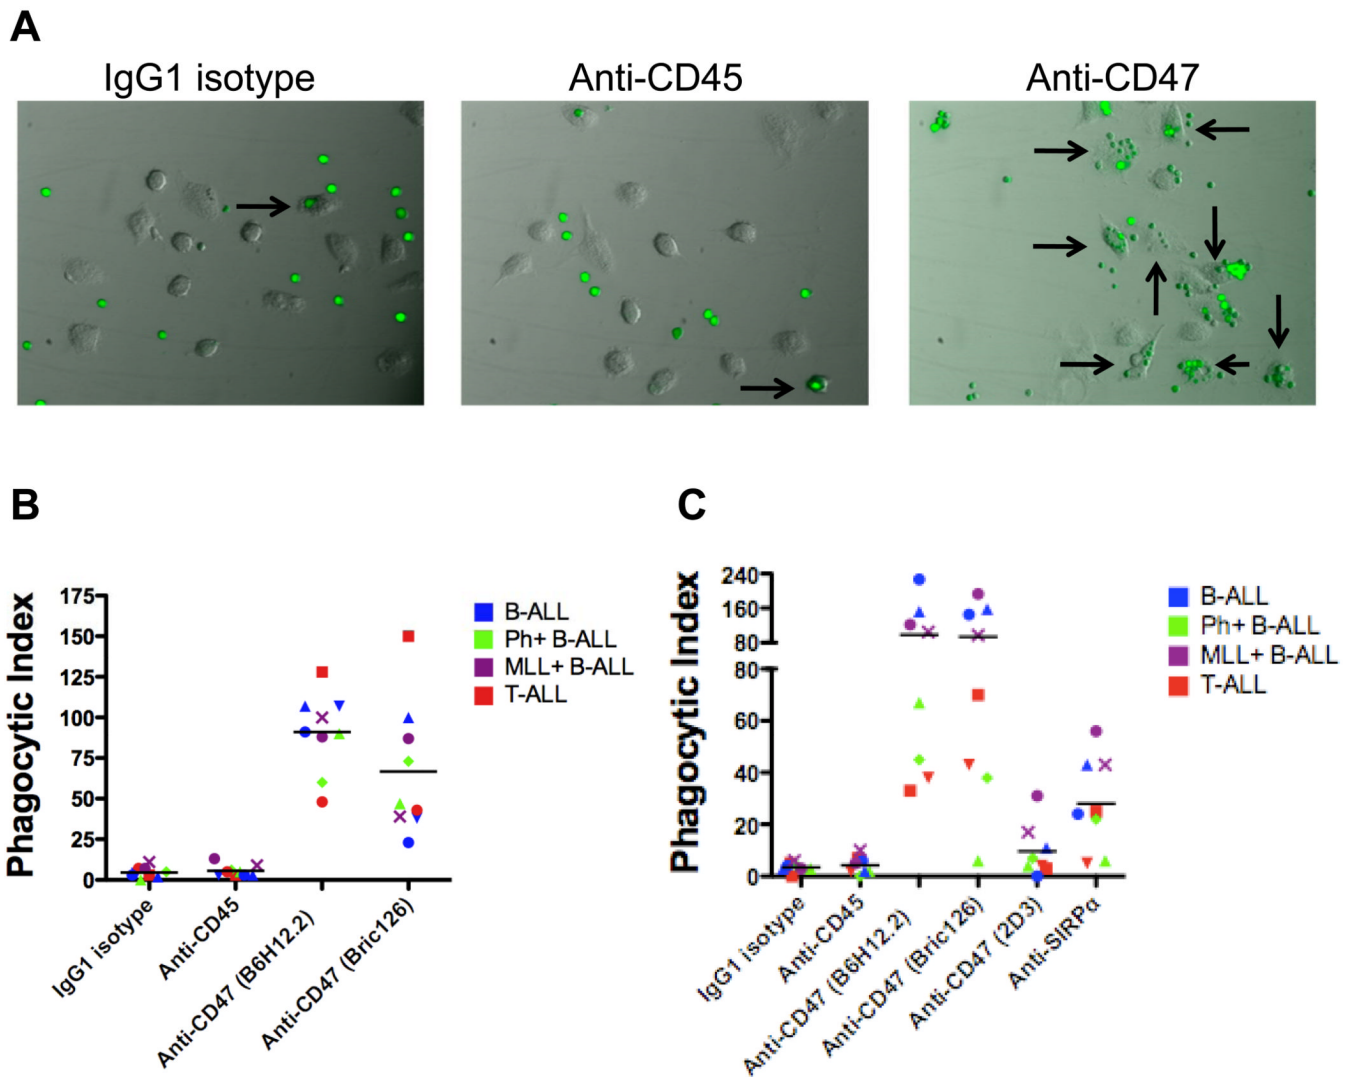 A
IgG1 isotype
Anti-CD45
Anti-CD47
B
Phagocytic Index
175
150
125
100
75
50
25
0
IgG1 isotype
Anti-CD45
Anti-CD47 (B6H12.2)
Anti-CD47 (Bric126)
B-ALL
Ph+ B-ALL
MLL+ B-ALL
T-ALL
C
Phagocytic Index
240
160
80
80
60
40
20
0
IgG1 isotype
Anti-CD45
Anti-CD47 (B6H12.2)
Anti-CD47 (Bric126)
Anti-CD47 (2D3)
Anti-SIRPα
B-ALL
Ph+ B-ALL
MLL+ B-ALL
T-ALL